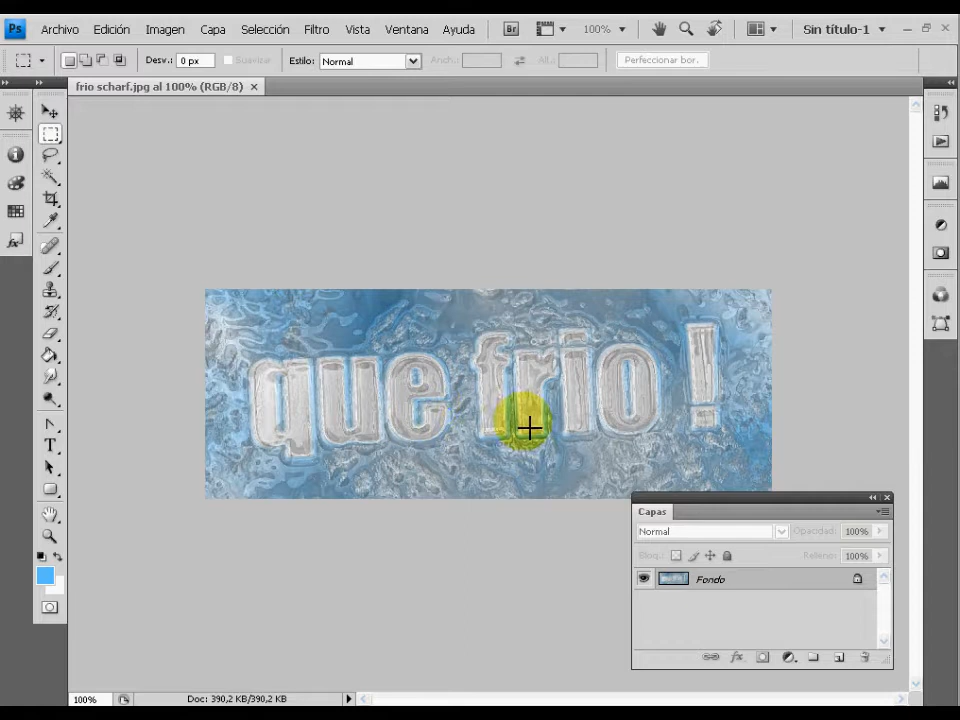 Ps Archivo Edición Imagen Capa Selección Filtro Vista Ventana Ayuda Br 100% Sin título-1
Desv.: 0 px Suavizar Estilo: Normal Anch.: Alt.: Perfeccionar bor.
frio scharf.jpg al 100% (RGB/8)
que frio !
Capas
Normal Opacidad: 100%
Bloq.: Relleno: 100%
Fondo
100% Doc: 390,2 KB/390,2 KB